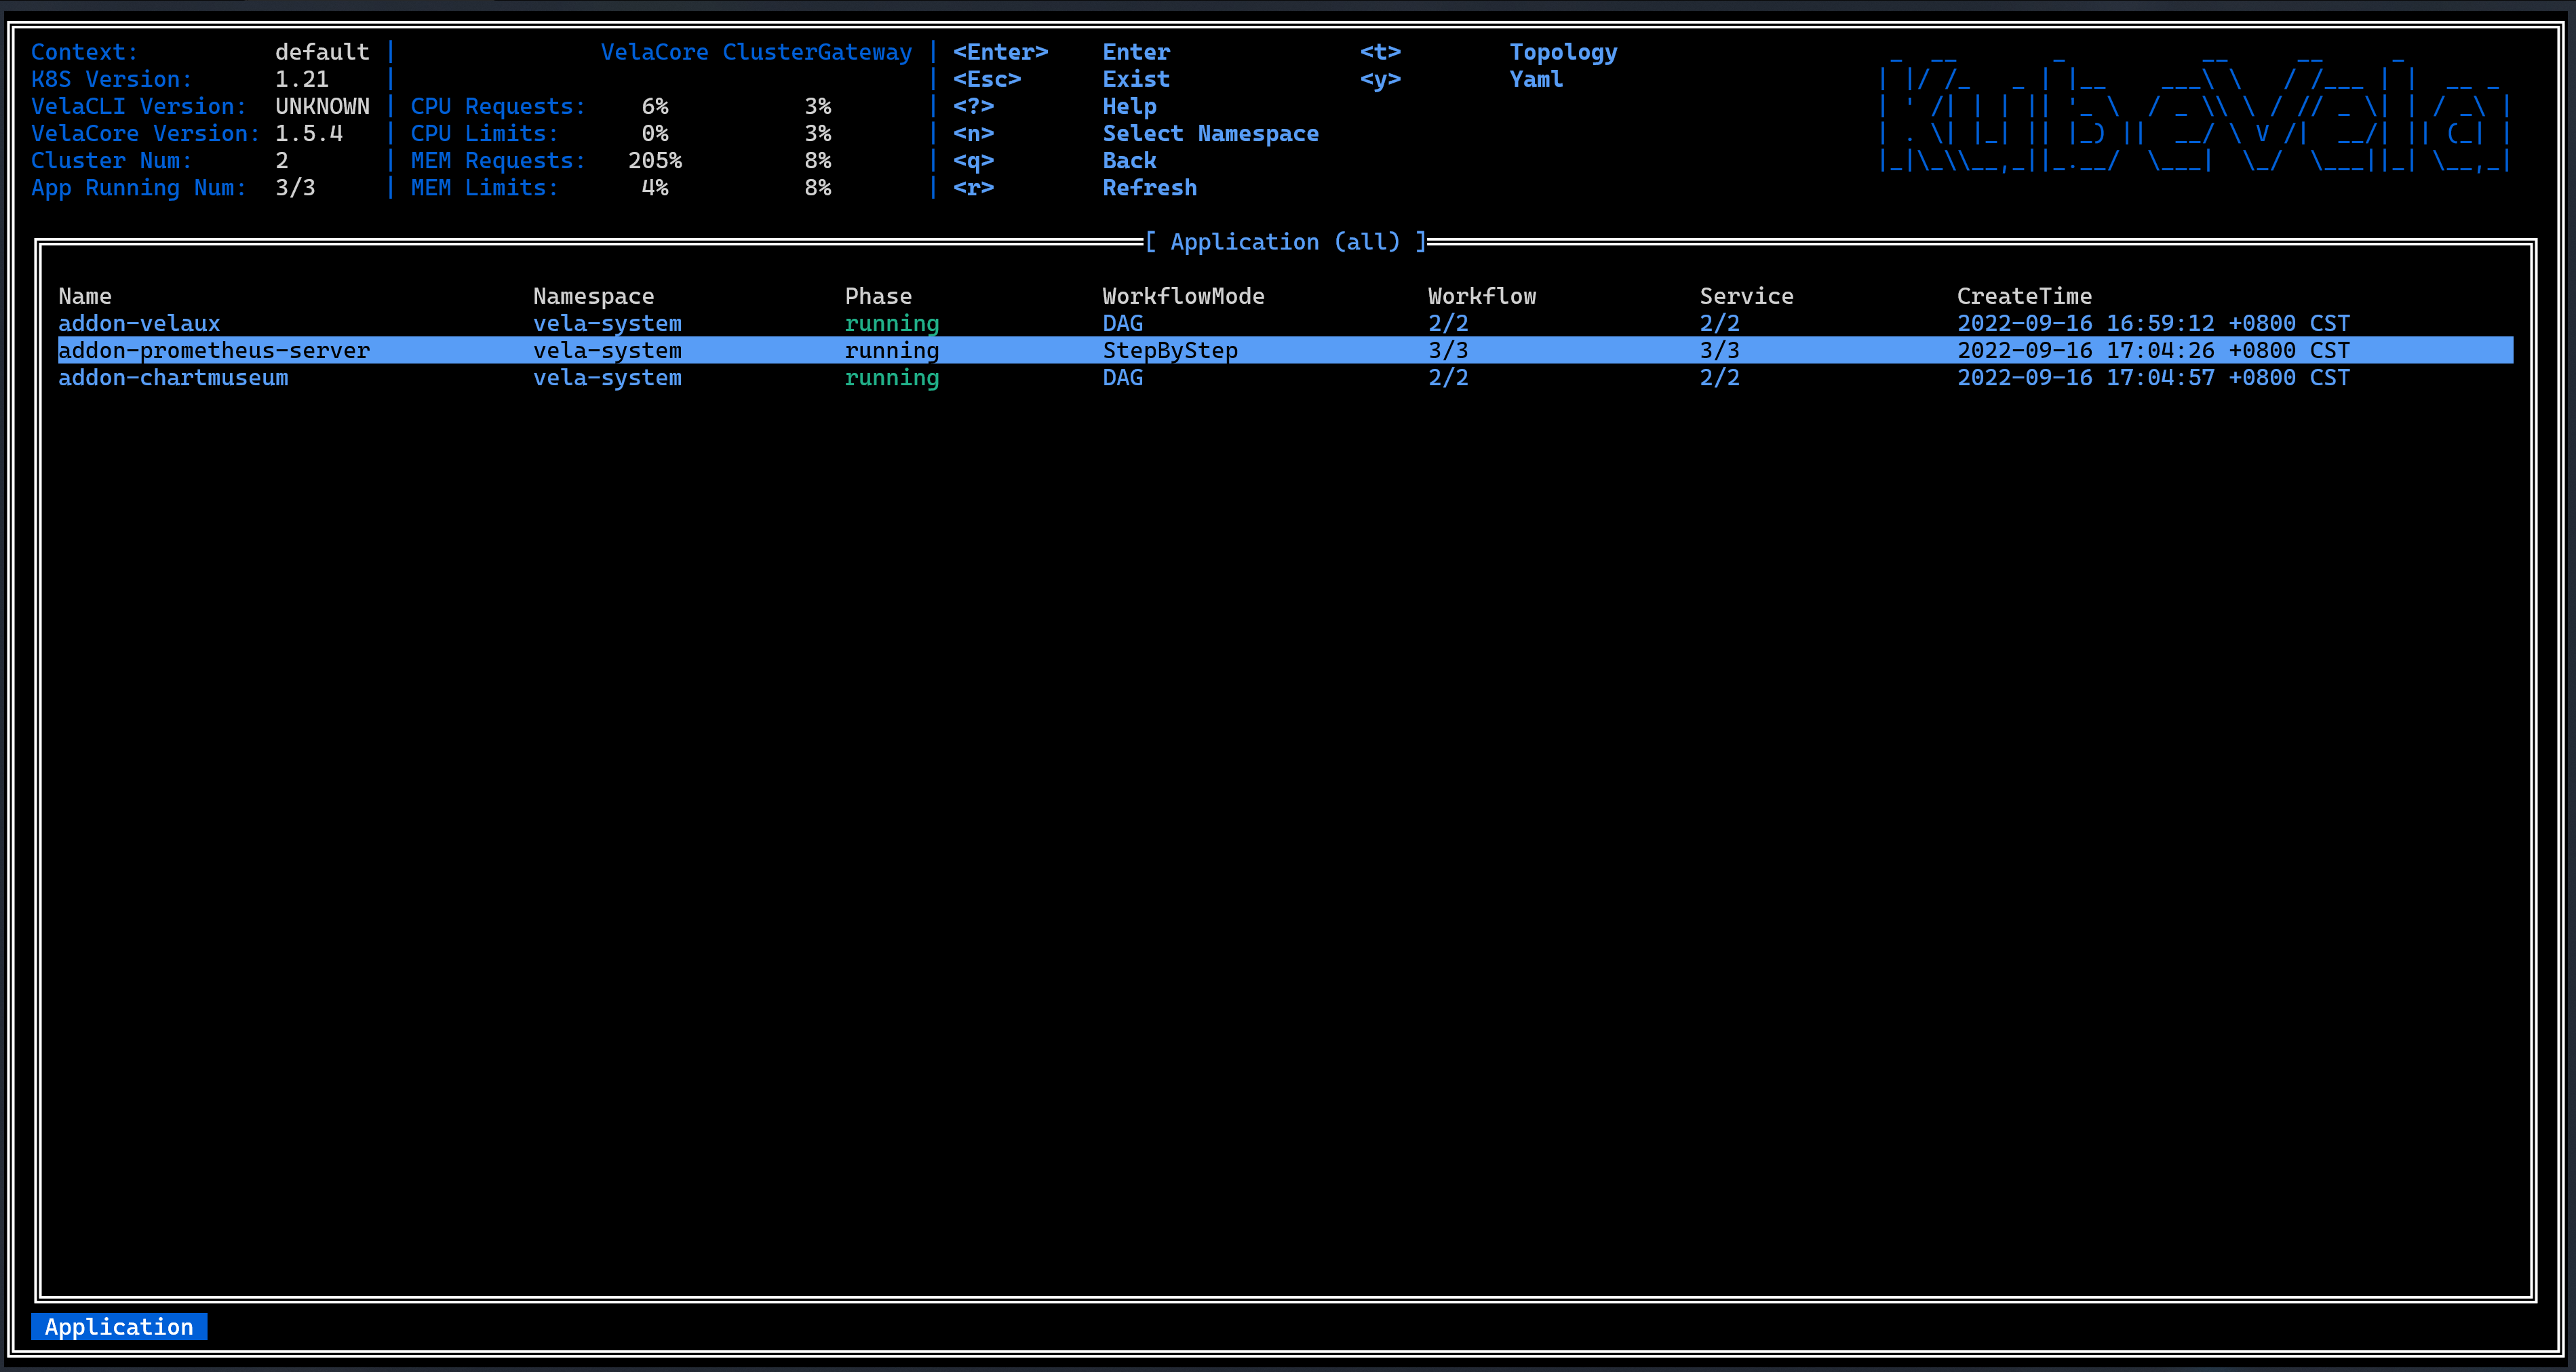 Context: default | VelaCore ClusterGateway | <Enter> Enter <t> Topology
K8S Version: 1.21 | | <Esc> Exist <y> Yaml
VelaCLI Version: UNKNOWN | CPU Requests: 6% 3% | <?> Help
VelaCore Version: 1.5.4 | CPU Limits: 0% 3% | <n> Select Namespace
Cluster Num: 2 | MEM Requests: 205% 8% | <q> Back
App Running Num: 3/3 | MEM Limits: 4% 8% | <r> Refresh
KubeVela
[ Application (all) ]
Name Namespace Phase WorkflowMode Workflow Service CreateTime
addon-velaux vela-system running DAG 2/2 2/2 2022-09-16 16:59:12 +0800 CST
addon-prometheus-server vela-system running StepByStep 3/3 3/3 2022-09-16 17:04:26 +0800 CST
addon-chartmuseum vela-system running DAG 2/2 2/2 2022-09-16 17:04:57 +0800 CST
Application